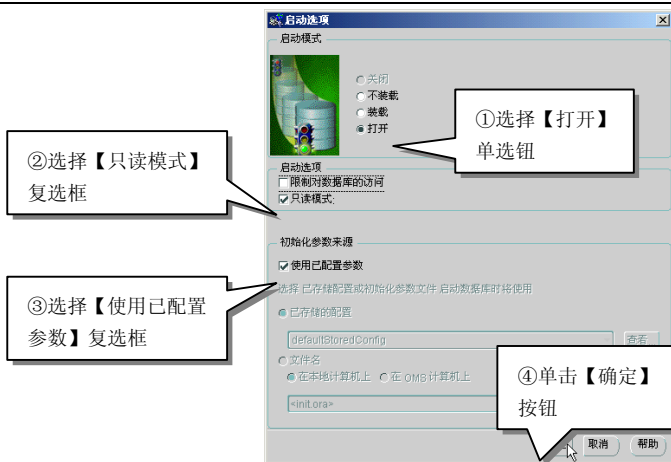 启动选项
启动模式
关闭
不装载
装载
打开
①选择【打开】
单选钮
②选择【只读模式】
复选框
启动选项
限制对数据库的访问
只读模式:
初始化参数来源
使用已配置参数
选择 已存储配置或初始化参数文件 启动数据库时将使用
③选择【使用已配置
参数】复选框
已存储的配置
defaultStoredConfig
查看
文件名
在本地计算机上
在 OMS 计算机上
<init.ora>
④单击【确定】
按钮
取消
帮助